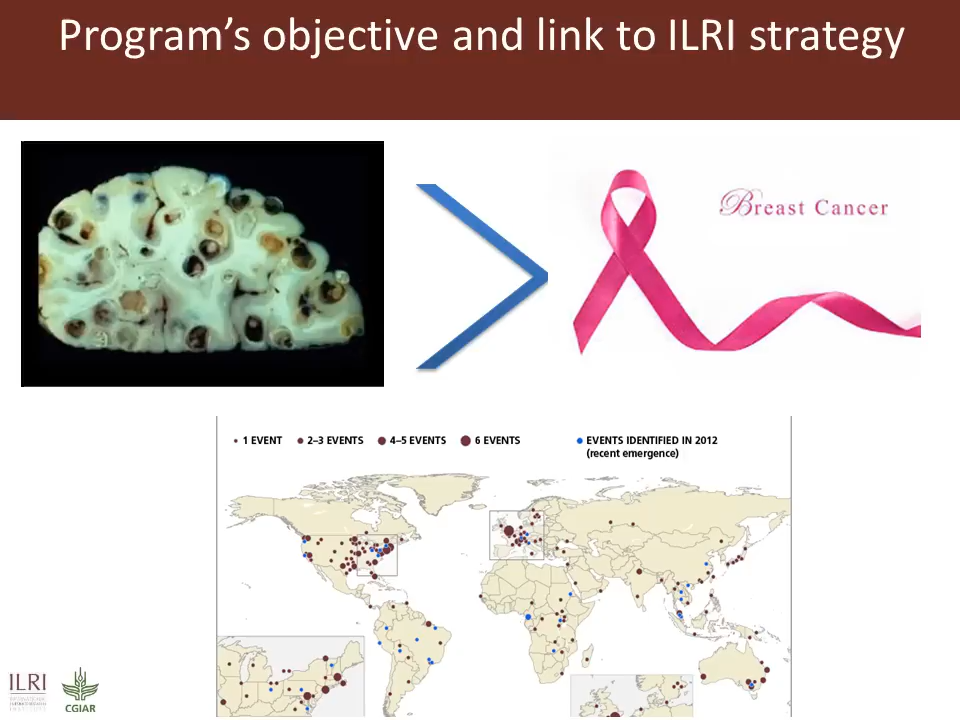 Program's objective and link to ILRI strategy
Breast Cancer
1 EVENT
2–3 EVENTS
4–5 EVENTS
6 EVENTS
EVENTS IDENTIFIED IN 2012
(recent emergence)
ILRI
INTERNATIONAL
LIVESTOCK RESEARCH
INSTITUTE
CGIAR